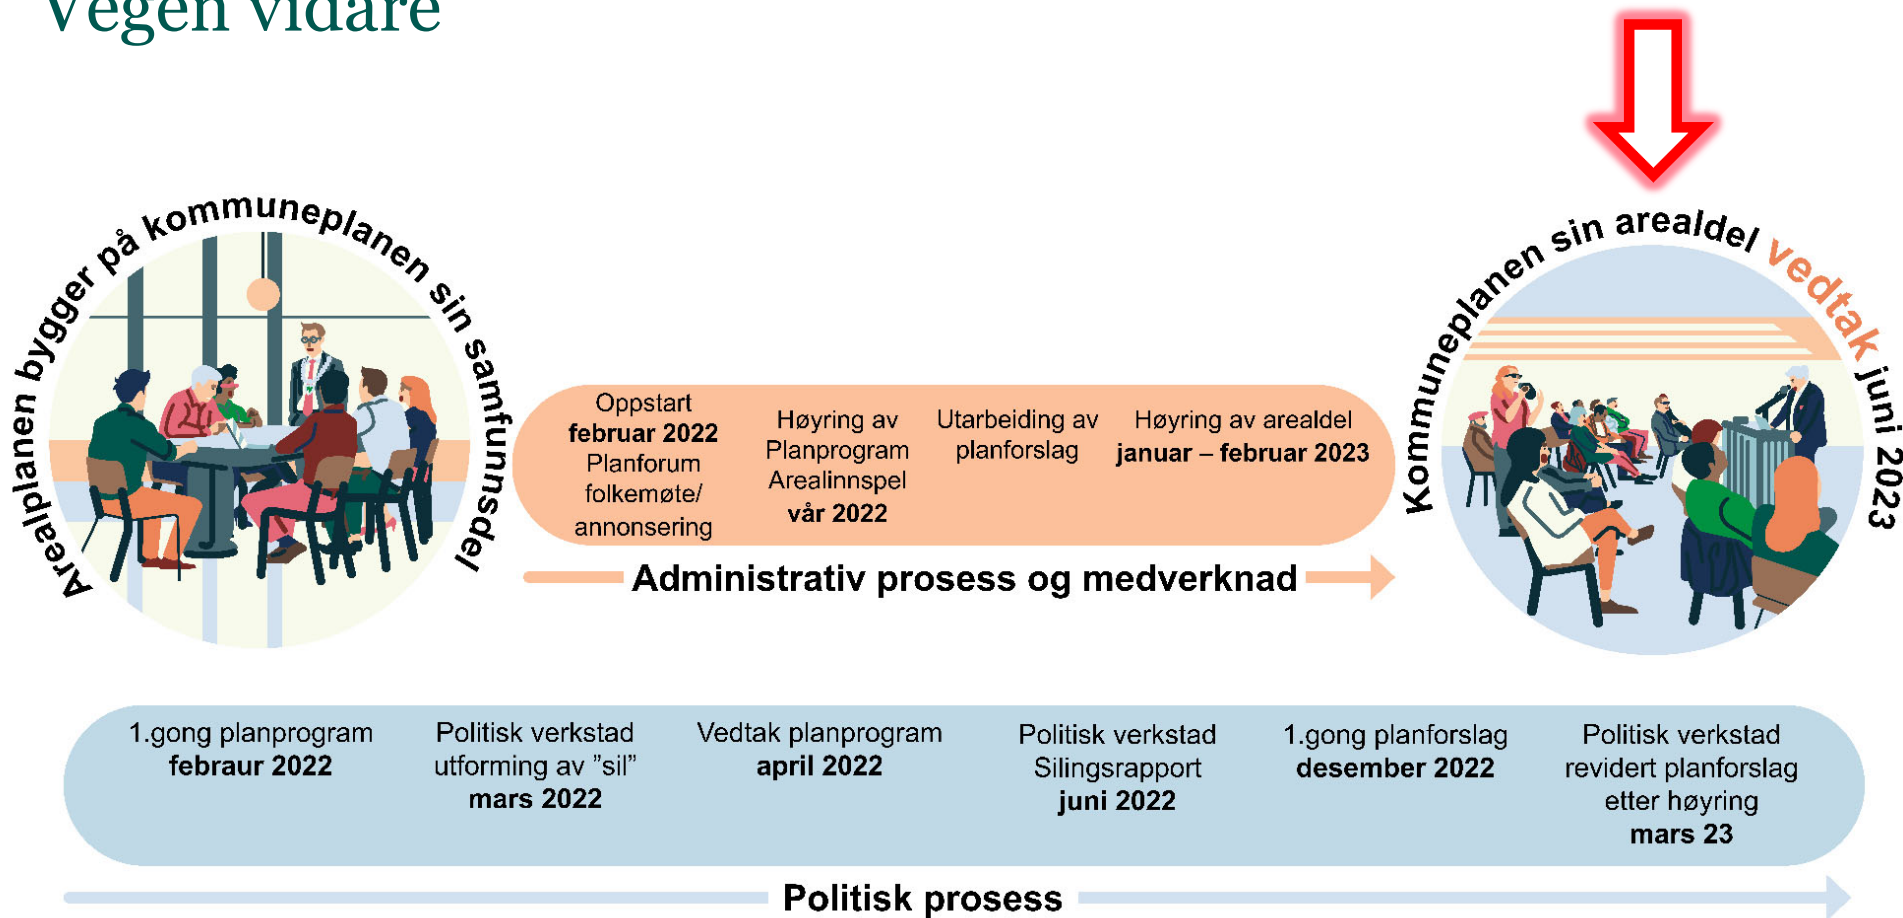 Vegen vidare
Arealplanen bygger på kommuneplanen sin samfunnsdel
Oppstart
februar 2022
Planforum
folkemøte/
annonsering
Høyring av
Planprogram
Arealinnspel
vår 2022
Utarbeiding av
planforslag
Høyring av arealdel
januar – februar 2023
Administrativ prosess og medverknad
Kommuneplanen sin arealdel vedtak juni 2023
1.gong planprogram
febraur 2022
Politisk verkstad
utforming av ”sil”
mars 2022
Vedtak planprogram
april 2022
Politisk verkstad
Silingsrapport
juni 2022
1.gong planforslag
desember 2022
Politisk verkstad
revidert planforslag
etter høyring
mars 23
Politisk prosess